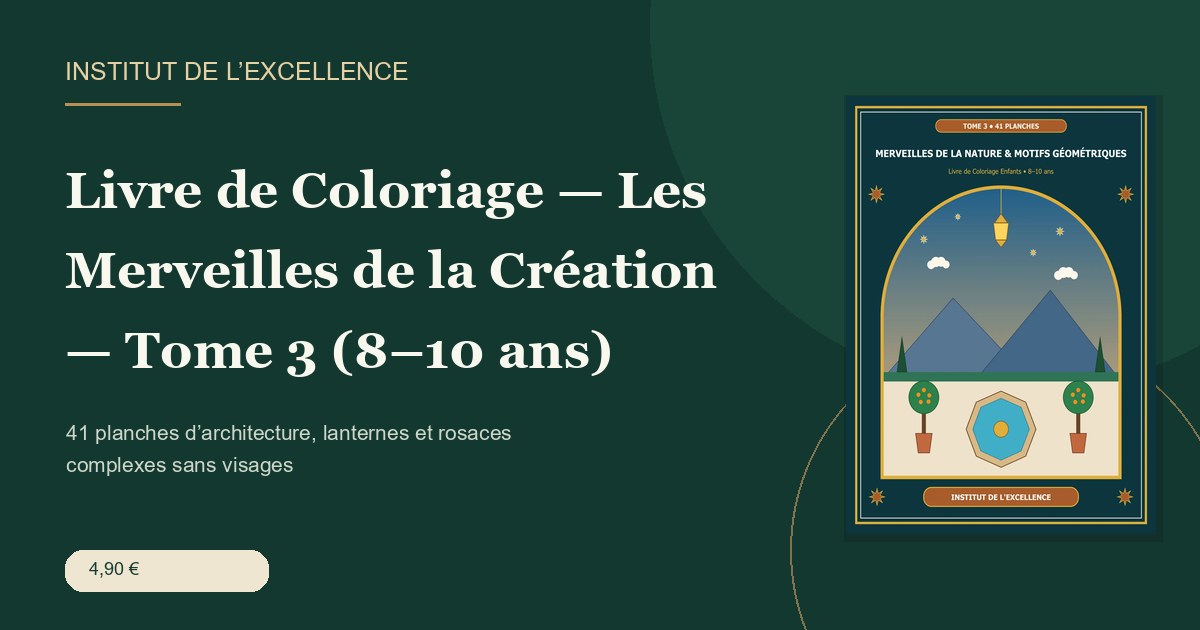 INSTITUT DE L’EXCELLENCE
Livre de Coloriage — Les
Merveilles de la Création
— Tome 3 (8–10 ans)
41 planches d’architecture, lanternes et rosaces
complexes sans visages
4,90 €
TOME 3 • 41 PLANCHES
MERVEILLES DE LA NATURE & MOTIFS GÉOMÉTRIQUES
Livre de Coloriage Enfants • 8–10 ans
INSTITUT DE L’EXCELLENCE